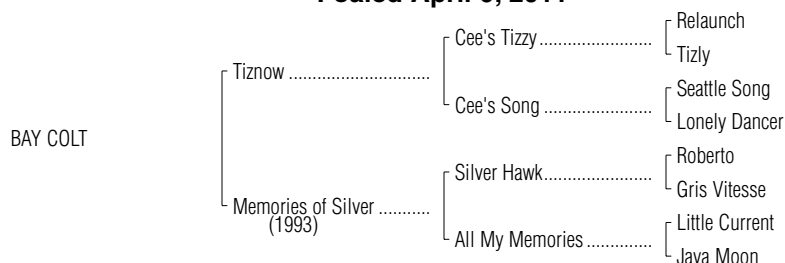 Foaled April
Relaunch
Cee's Tizzy
Tizly
Tiznow
Seattle Song
Cee's Song
Lonely Dancer
BAY COLT
Roberto
Silver Hawk
Gris Vitesse
Memories of Silver
(1993)
Little Current
All My Memories
Java Moon